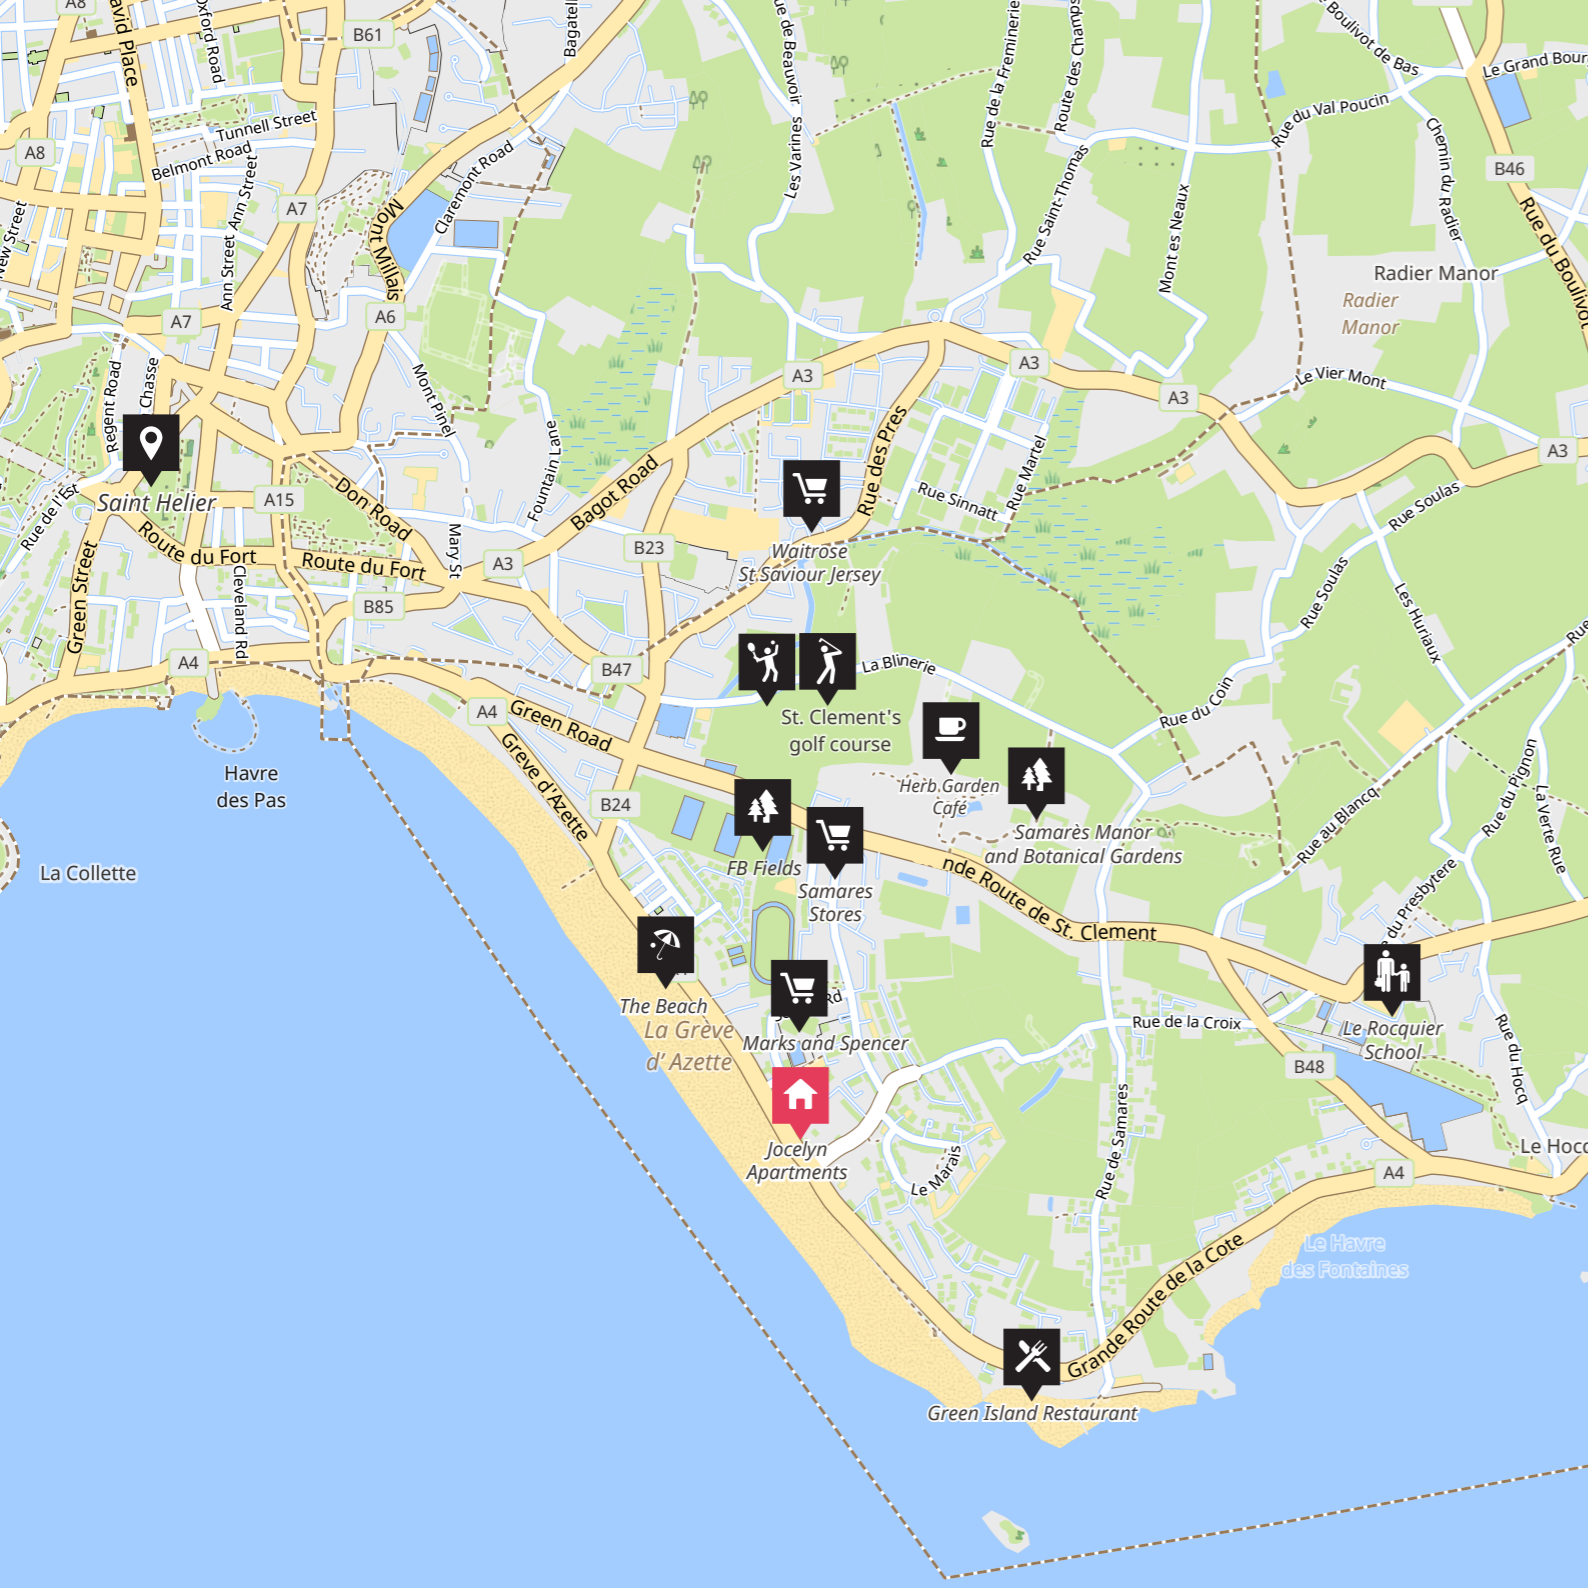 A8
David Place
Oxford Road
B61
Bagatell
Rue de Beauvoir
Rue de la Freminerie
Route des Champs
Boulivot de Bas
Le Grand Bour
Tunnell Street
A8
Belmont Road
Claremont Road
Les Varines
Rue du Val Poucin
Chemin du Radier
B46
New Street
Ann Street
Ann Street
A7
Mont Millais
Rue Saint-Thomas
Mont es Neaux
Rue du Boulivot
Radier Manor
Radier
Manor
A7
A6
Regent Road
Chasse
Mont Pinel
A3
A3
A3
Le Vier Mont
A3
Saint Helier
Rue de l'Est
A15
Don Road
Fountain Lane
Bagot Road
Rue des Pres
Rue Sinnatt
Rue Martel
Rue Soulas
Route du Fort
Route du Fort
Mary St
A3
B23
Waitrose
St Saviour Jersey
Green Street
Cleveland Rd
B85
Rue Soulas
Les Huriaux
Rue
A4
B47
La Blinerie
Rue du Coin
A4
Green Road
St. Clement's
golf course
Greve d'Azette
Havre
des Pas
B24
Herb Garden
Café
Samarès Manor
and Botanical Gardens
Rue au Blancq
Rue du Pignon
La Verte Rue
La Collette
FB Fields
Samares
Stores
nde Route de St. Clement
e du Presbytere
The Beach
La Grève
d' Azette
Rd
Marks and Spencer
Rue de la Croix
Le Rocquier
School
Rue du Hocq
B48
Jocelyn
Apartments
Le Marais
Rue de Samares
Le Hocq
A4
Grande Route de la Cote
Le Havre
des Fontaines
Green Island Restaurant